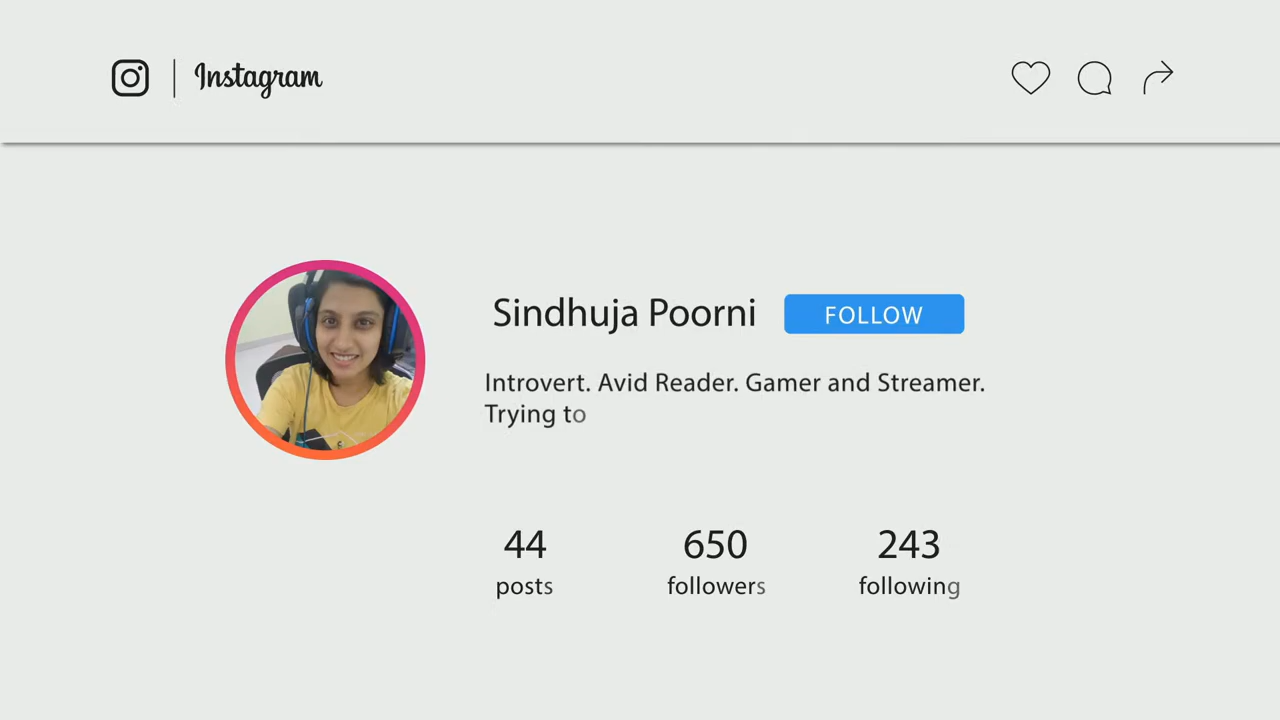 Instagram
Sindhuja Poorni
FOLLOW
Introvert. Avid Reader. Gamer and Streamer.
Trying to
44
posts
650
followers
243
following